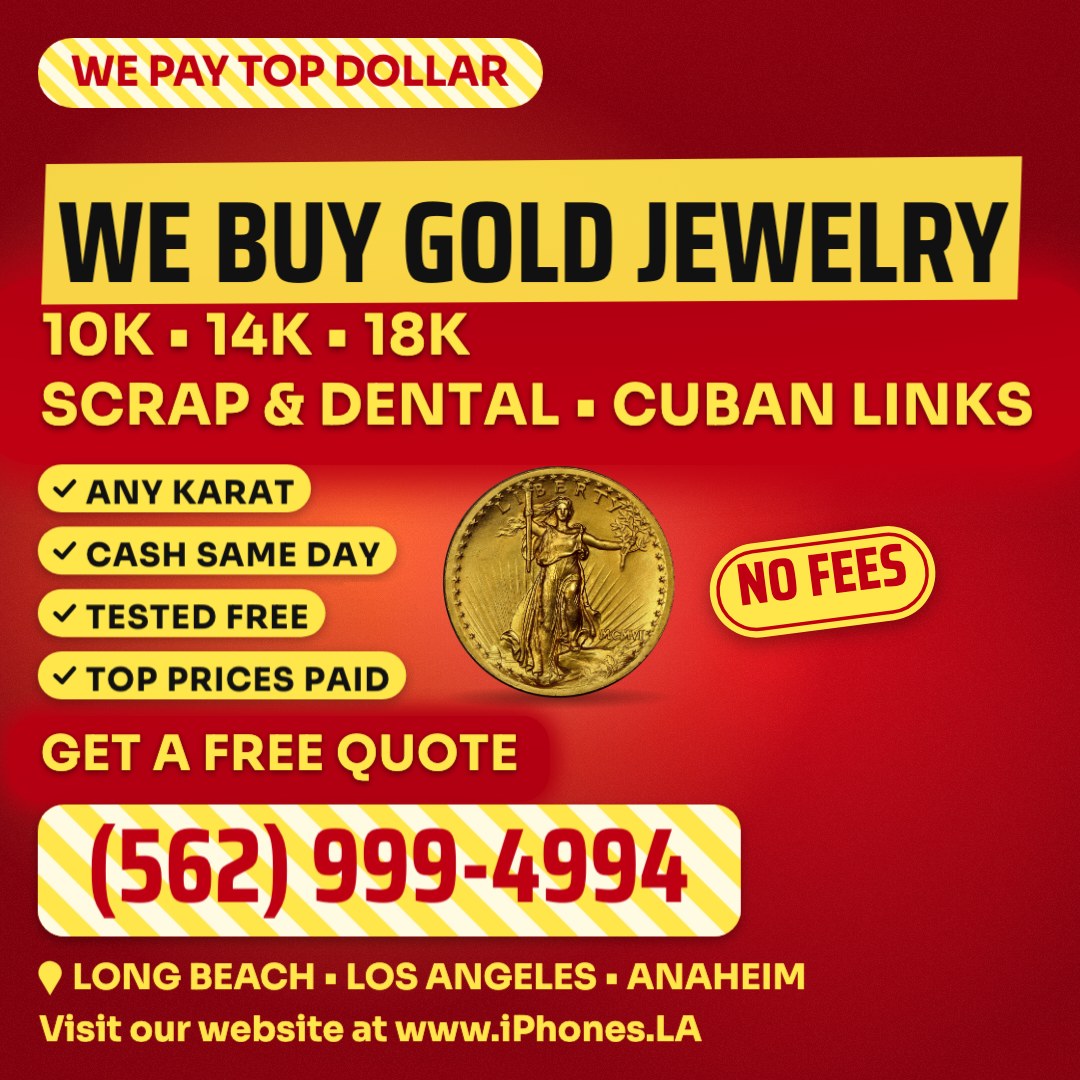 WE PAY TOP DOLLAR
WE BUY GOLD JEWELRY
10K ▪ 14K ▪ 18K
SCRAP & DENTAL ▪ CUBAN LINKS
✓ ANY KARAT
✓ CASH SAME DAY
✓ TESTED FREE
✓ TOP PRICES PAID
LIBERTY
MCMVII
NO FEES
GET A FREE QUOTE
(562) 999-4994
LONG BEACH ▪ LOS ANGELES ▪ ANAHEIM
Visit our website at www.iPhones.LA